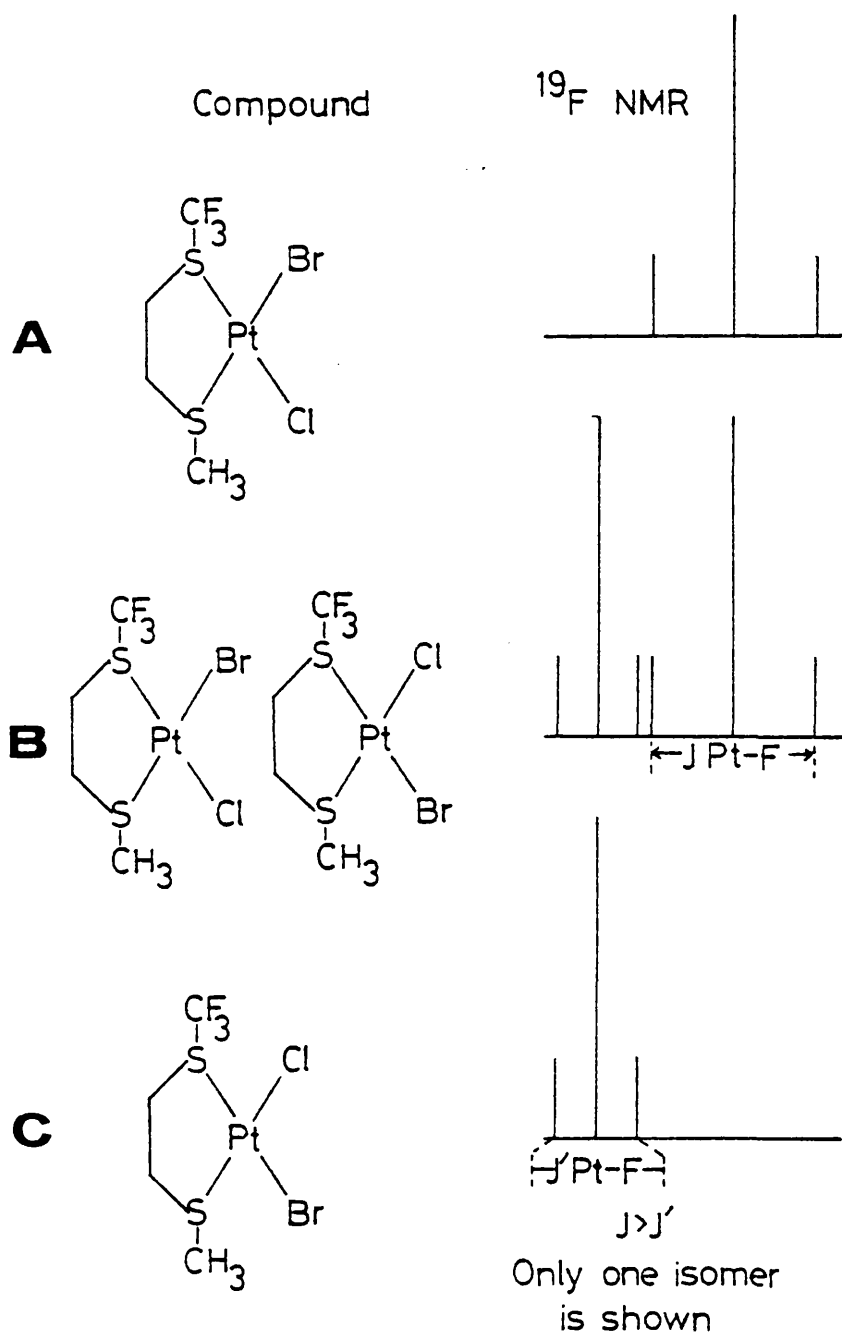 Compound
19F NMR
A
CF3
S
Br
Pt
S
Cl
CH3
B
CF3
S
Br
Pt
S
Cl
CH3
CF3
S
Cl
Pt
S
Br
CH3
J Pt-F
C
CF3
S
Cl
Pt
S
Br
CH3
J' Pt-F
J>J'
Only one isomer
is shown